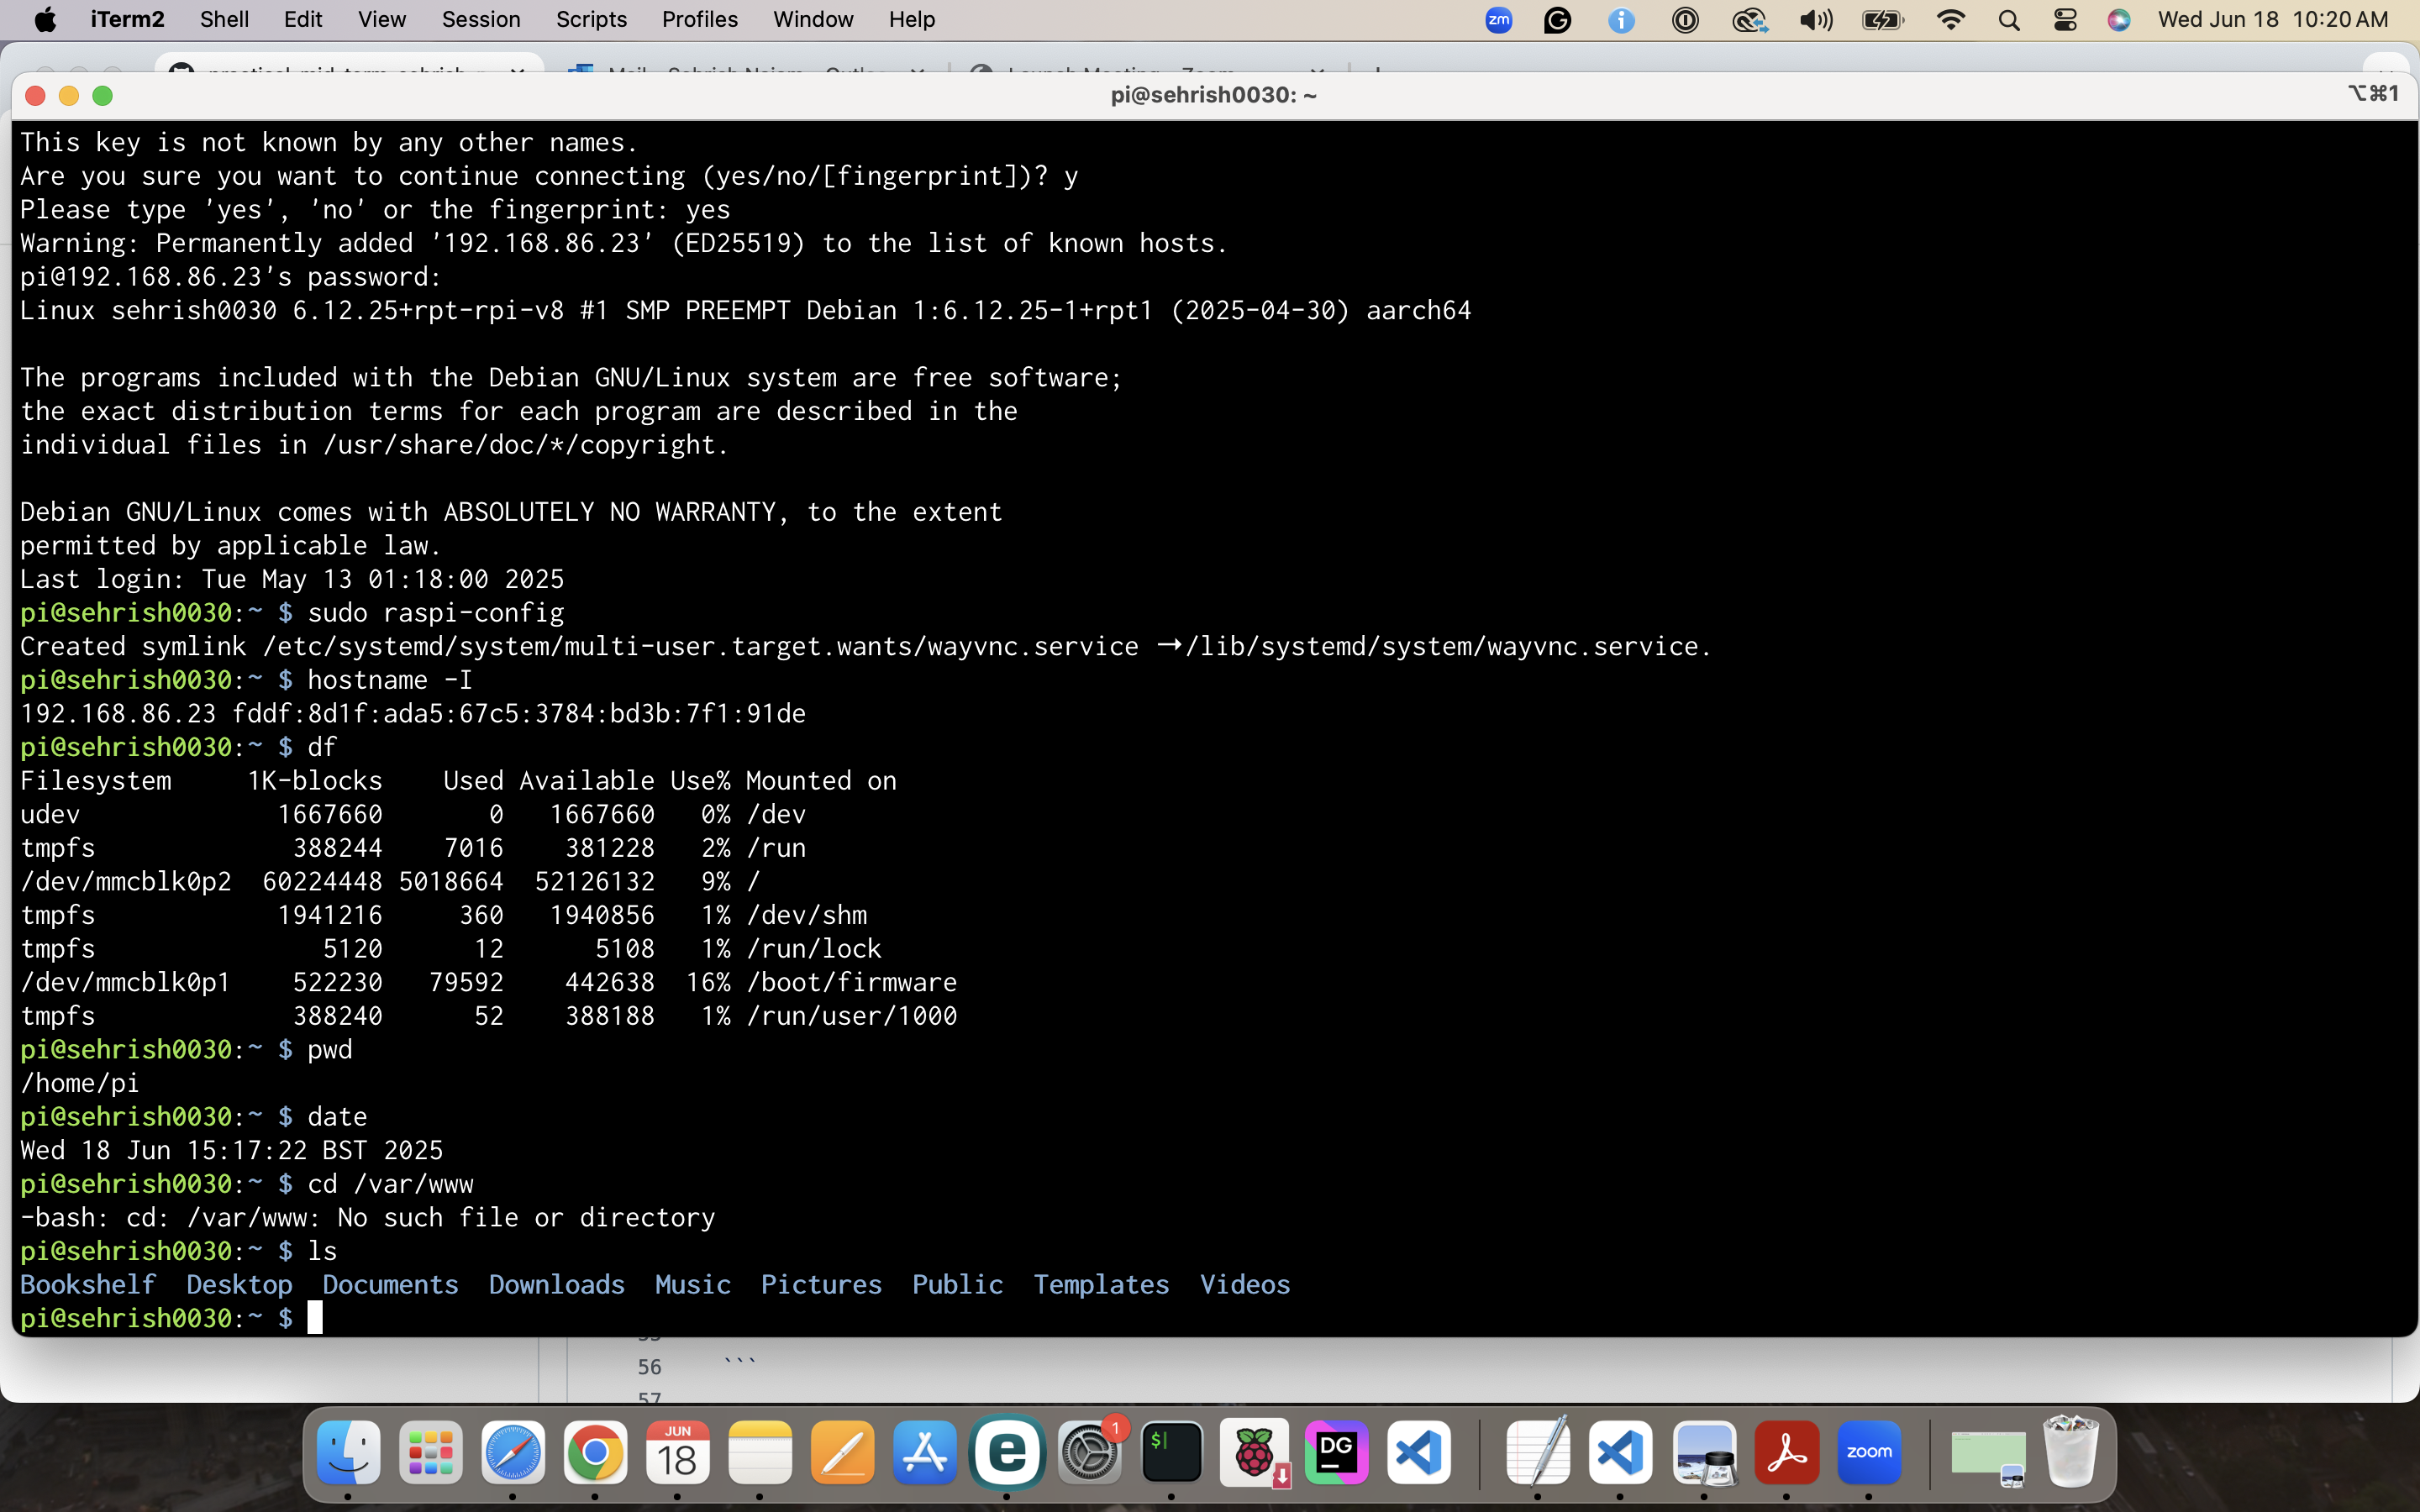 iTerm2 Shell Edit View Session Scripts Profiles Window Help zm Wed Jun 18 10:20 AM
pi@sehrish0030: ~ ⌥⌘1
This key is not known by any other names.
Are you sure you want to continue connecting (yes/no/[fingerprint])? y
Please type 'yes', 'no' or the fingerprint: yes
Warning: Permanently added '192.168.86.23' (ED25519) to the list of known hosts.
pi@192.168.86.23's password:
Linux sehrish0030 6.12.25+rpt-rpi-v8 #1 SMP PREEMPT Debian 1:6.12.25-1+rpt1 (2025-04-30) aarch64
The programs included with the Debian GNU/Linux system are free software;
the exact distribution terms for each program are described in the
individual files in /usr/share/doc/*/copyright.
Debian GNU/Linux comes with ABSOLUTELY NO WARRANTY, to the extent
permitted by applicable law.
Last login: Tue May 13 01:18:00 2025
pi@sehrish0030:~ $ sudo raspi-config
Created symlink /etc/systemd/system/multi-user.target.wants/wayvnc.service → /lib/systemd/system/wayvnc.service.
pi@sehrish0030:~ $ hostname -I
192.168.86.23 fddf:8d1f:ada5:67c5:3784:bd3b:7f1:91de
pi@sehrish0030:~ $ df
Filesystem     1K-blocks    Used Available Use% Mounted on
udev             1667660       0   1667660   0% /dev
tmpfs             388244    7016    381228   2% /run
/dev/mmcblk0p2  60224448 5018664  52126132   9% /
tmpfs            1941216     360   1940856   1% /dev/shm
tmpfs               5120      12      5108   1% /run/lock
/dev/mmcblk0p1    522230   79592    442638  16% /boot/firmware
tmpfs             388240      52    388188   1% /run/user/1000
pi@sehrish0030:~ $ pwd
/home/pi
pi@sehrish0030:~ $ date
Wed 18 Jun 15:17:22 BST 2025
pi@sehrish0030:~ $ cd /var/www
-bash: cd: /var/www: No such file or directory
pi@sehrish0030:~ $ ls
Bookshelf  Desktop  Documents  Downloads  Music  Pictures  Public  Templates  Videos
pi@sehrish0030:~ $
56 ```
57
JUN
18
1
$
DG
zoom